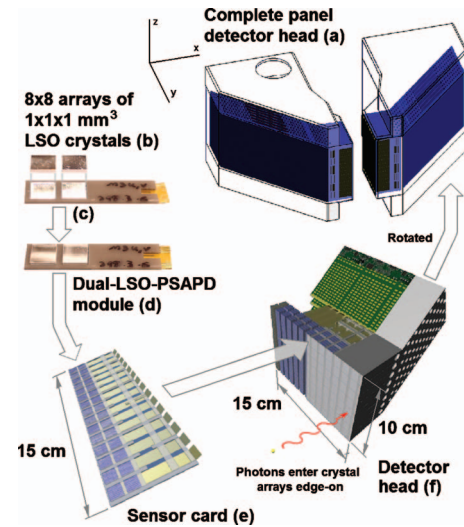 Complete panel
detector head (a)
z
x
y
8x8 arrays of
1x1x1 mm³
LSO crystals (b)
(c)
Rotated
Dual-LSO-PSAPD
module (d)
15 cm
15 cm
10 cm
Photons enter crystal
arrays edge-on
Detector
head (f)
Sensor card (e)